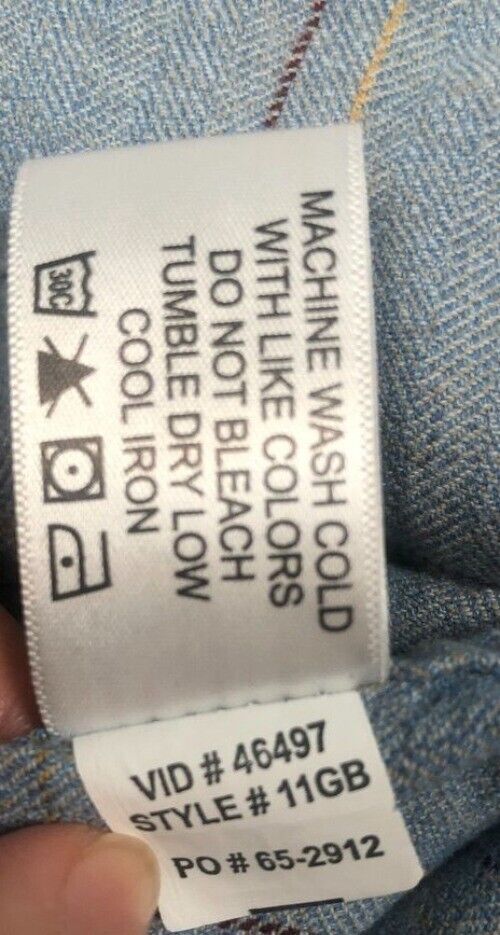 MACHINE WASH COLD
WITH LIKE COLORS
DO NOT BLEACH
TUMBLE DRY LOW
COOL IRON
30C
VID # 46497
STYLE # 11GB
PO # 65-2912